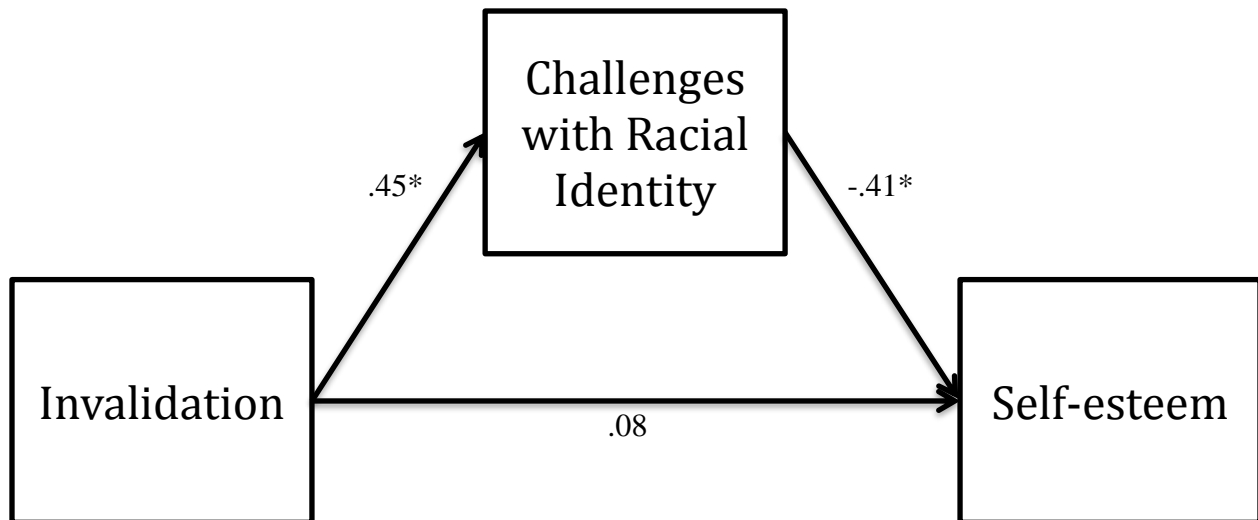 Challenges
with Racial
Identity
.45*
-.41*
Invalidation
.08
Self-esteem